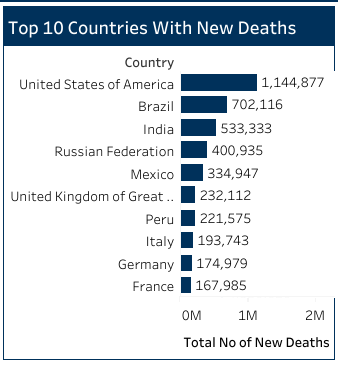 Top 10 Countries With New Deaths
Country
United States of America 1,144,877
Brazil 702,116
India 533,333
Russian Federation 400,935
Mexico 334,947
United Kingdom of Great .. 232,112
Peru 221,575
Italy 193,743
Germany 174,979
France 167,985
0M 1M 2M
Total No of New Deaths